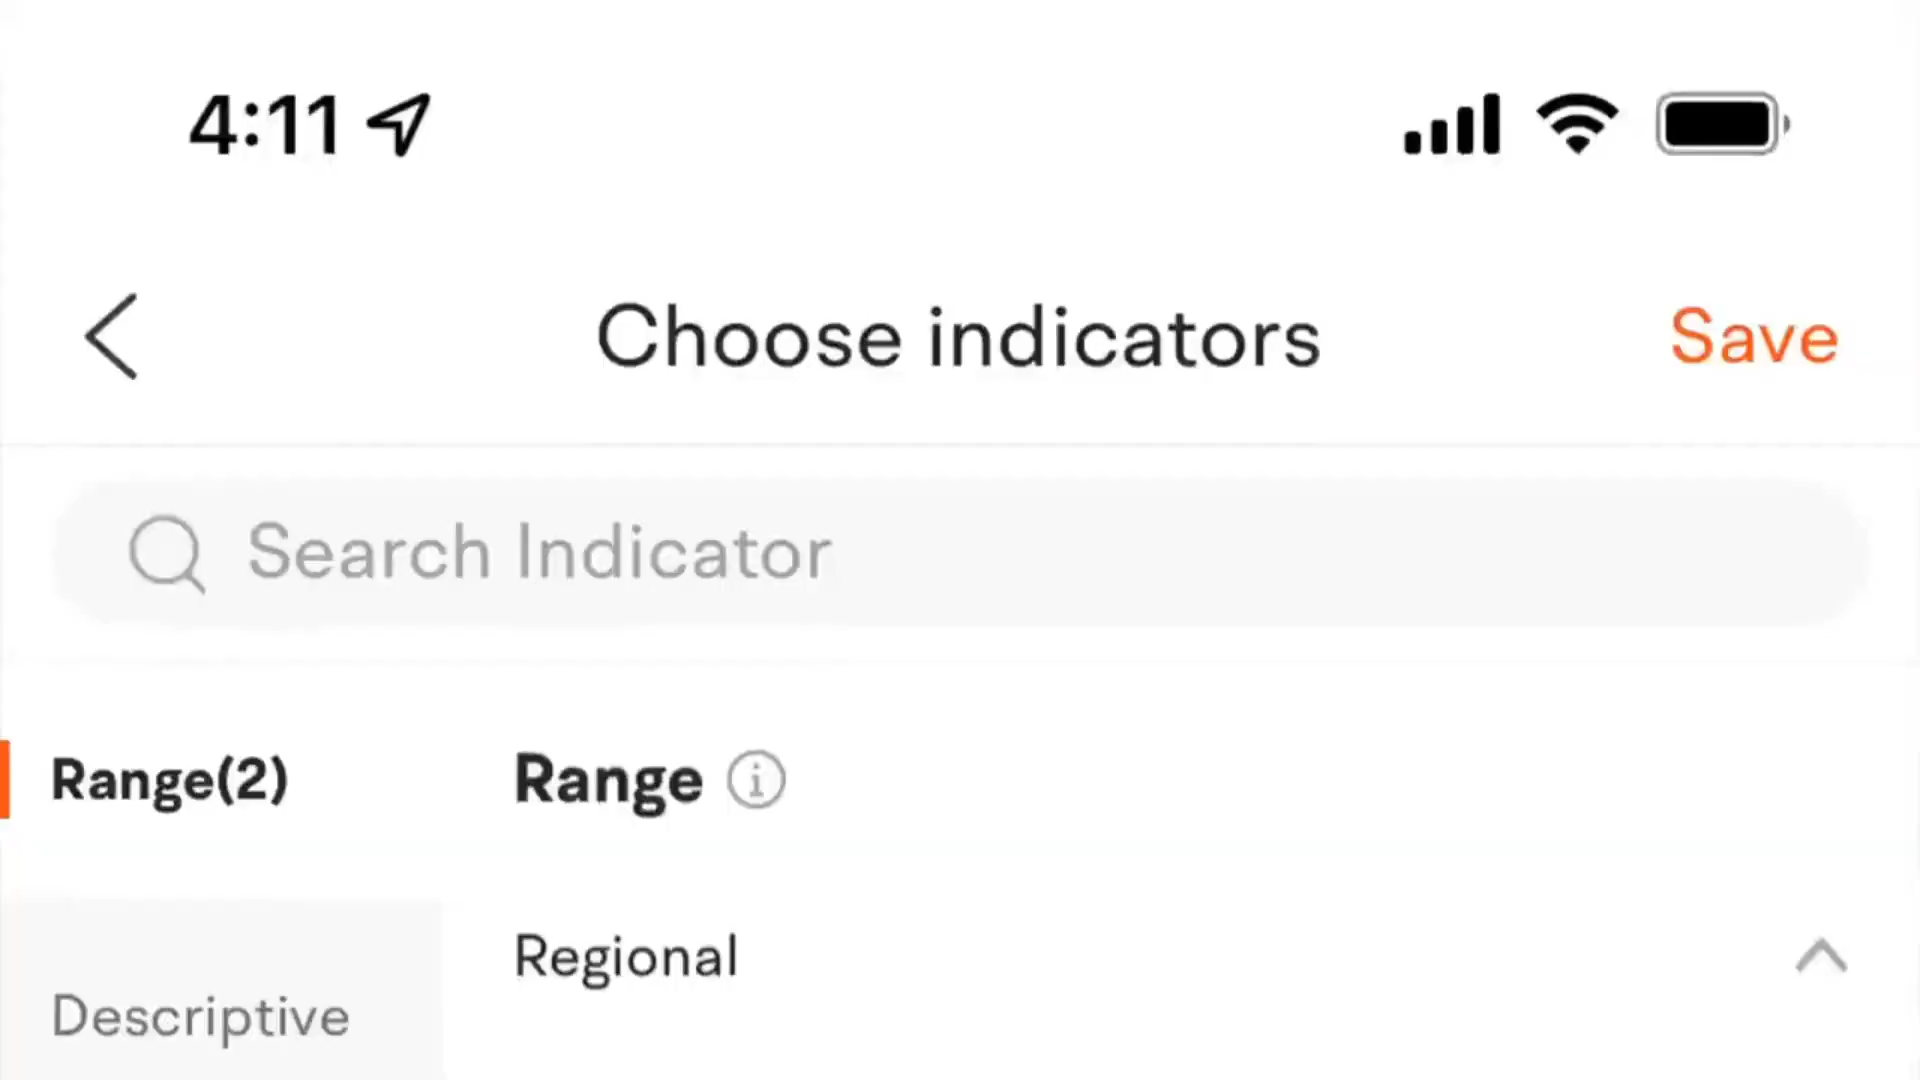 4:11
Choose indicators
Save
Search Indicator
Range(2)
Range
Regional
Descriptive